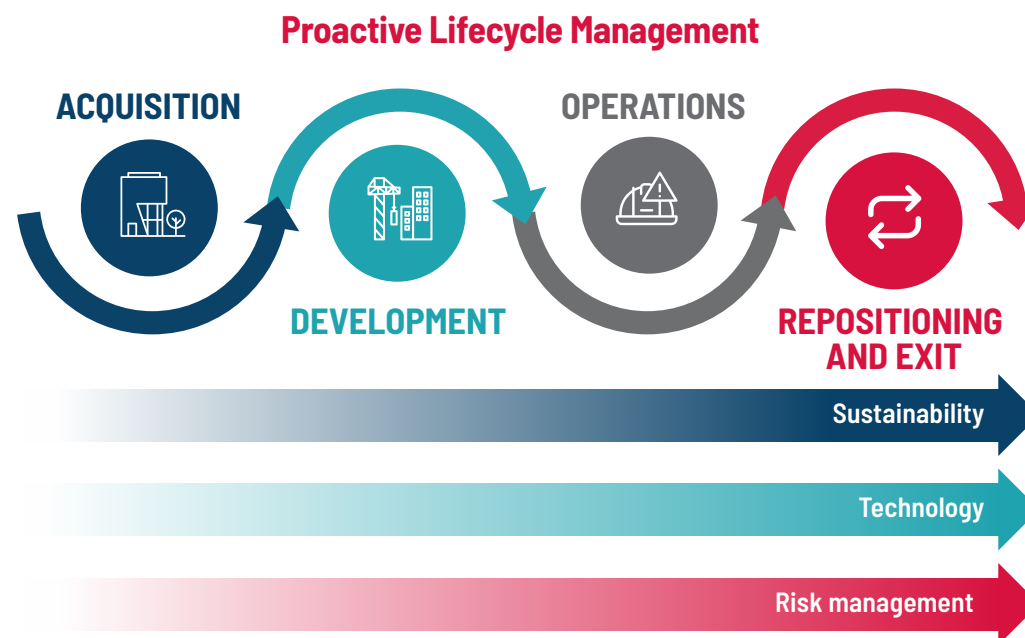 Proactive Lifecycle Management
ACQUISITION
OPERATIONS
DEVELOPMENT
REPOSITIONING
AND EXIT
Sustainability
Technology
Risk management